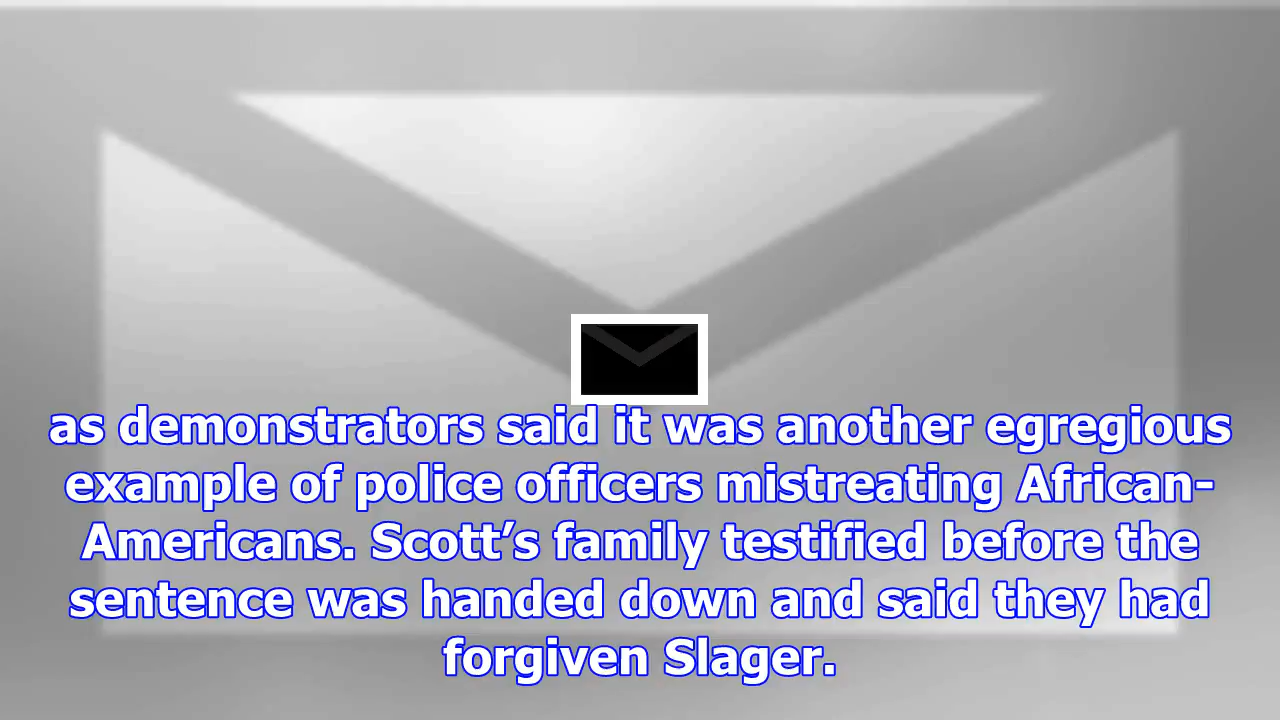 as demonstrators said it was another egregious
example of police officers mistreating African-
Americans. Scott’s family testified before the
sentence was handed down and said they had
forgiven Slager.